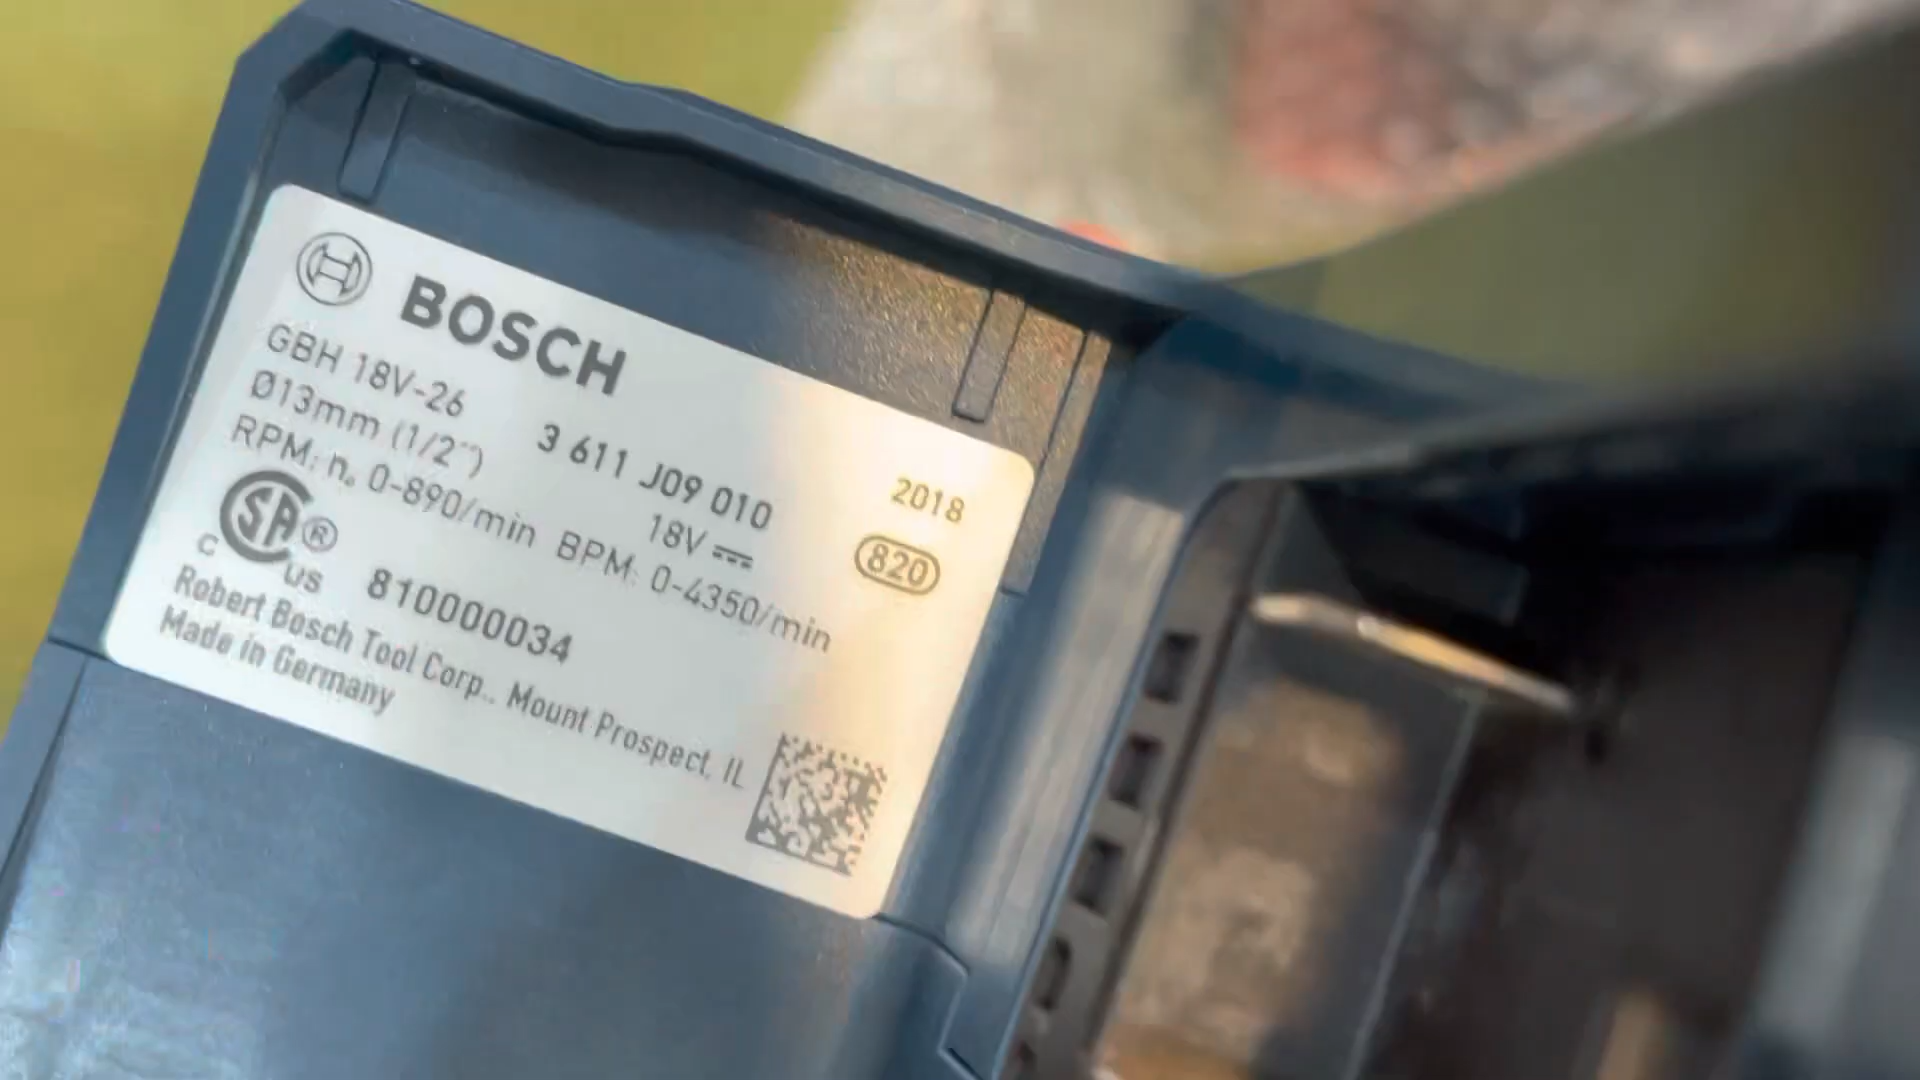 BOSCH
GBH 18V-26 3 611 J09 010 2018
Ø13mm (1/2") 18V 820
RPM: n₀ 0-890/min BPM: 0-4350/min
SA®
C US 810000034
Robert Bosch Tool Corp.. Mount Prospect, IL
Made in Germany